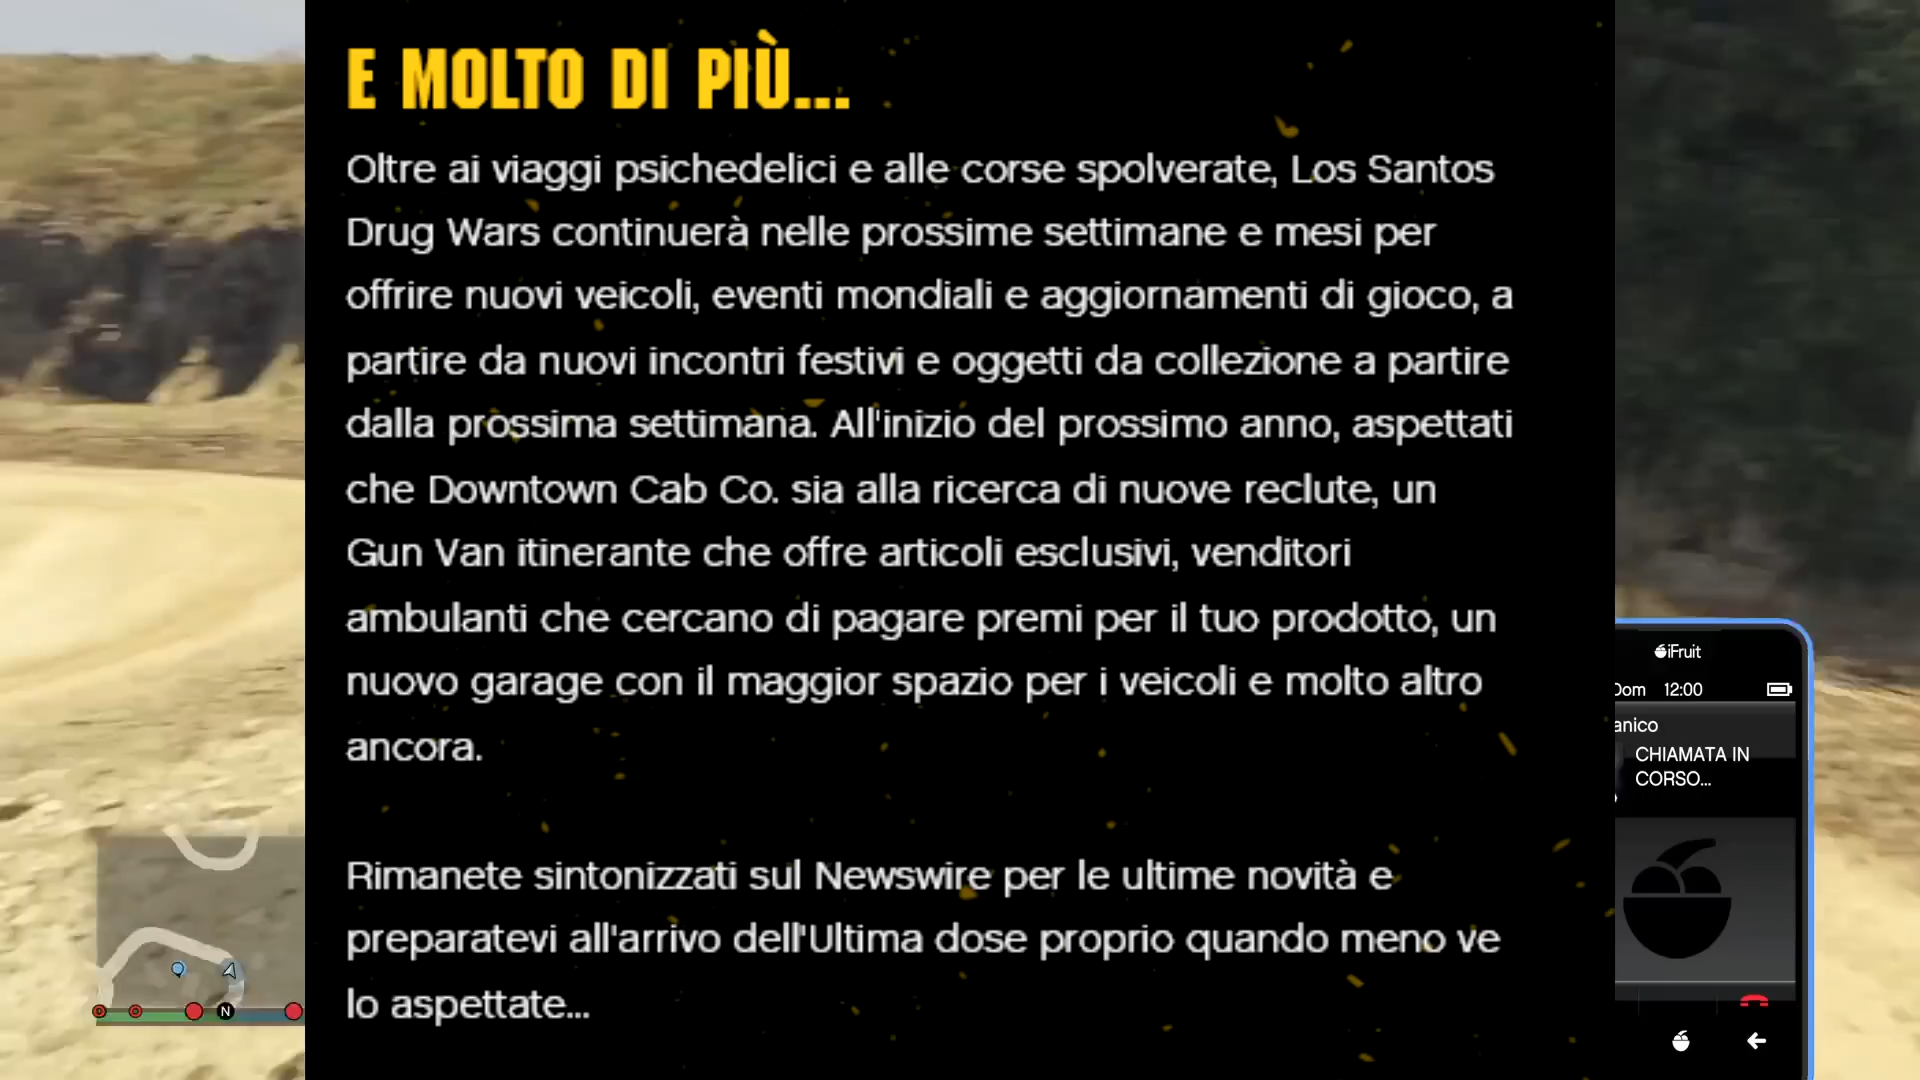 E MOLTO DI PIÙ...
Oltre ai viaggi psichedelici e alle corse spolverate, Los Santos
Drug Wars continuerà nelle prossime settimane e mesi per
offrire nuovi veicoli, eventi mondiali e aggiornamenti di gioco, a
partire da nuovi incontri festivi e oggetti da collezione a partire
dalla prossima settimana. All'inizio del prossimo anno, aspettati
che Downtown Cab Co. sia alla ricerca di nuove reclute, un
Gun Van itinerante che offre articoli esclusivi, venditori
ambulanti che cercano di pagare premi per il tuo prodotto, un
nuovo garage con il maggior spazio per i veicoli e molto altro
ancora.
Rimanete sintonizzati sul Newswire per le ultime novità e
preparatevi all'arrivo dell'Ultima dose proprio quando meno ve
lo aspettate...
iFruit
Dom 12:00
anico
CHIAMATA IN
CORSO...
N